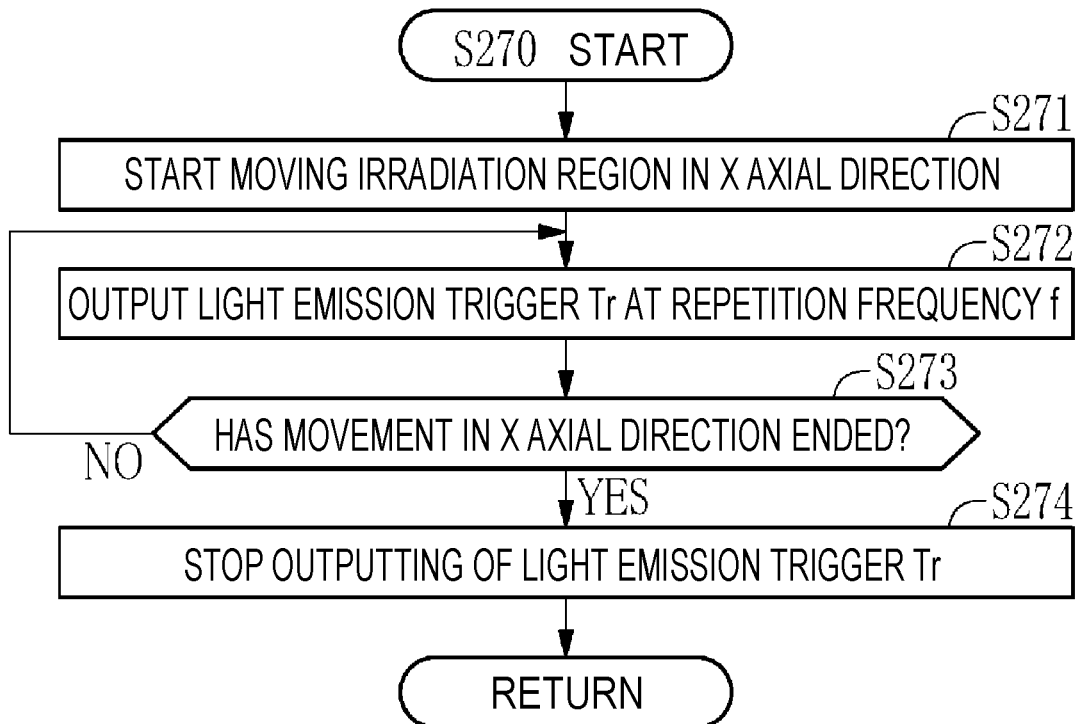 S270 START
S271
START MOVING IRRADIATION REGION IN X AXIAL DIRECTION
S272
OUTPUT LIGHT EMISSION TRIGGER Tr AT REPETITION FREQUENCY f
S273
HAS MOVEMENT IN X AXIAL DIRECTION ENDED?
NO
YES
S274
STOP OUTPUTTING OF LIGHT EMISSION TRIGGER Tr
RETURN